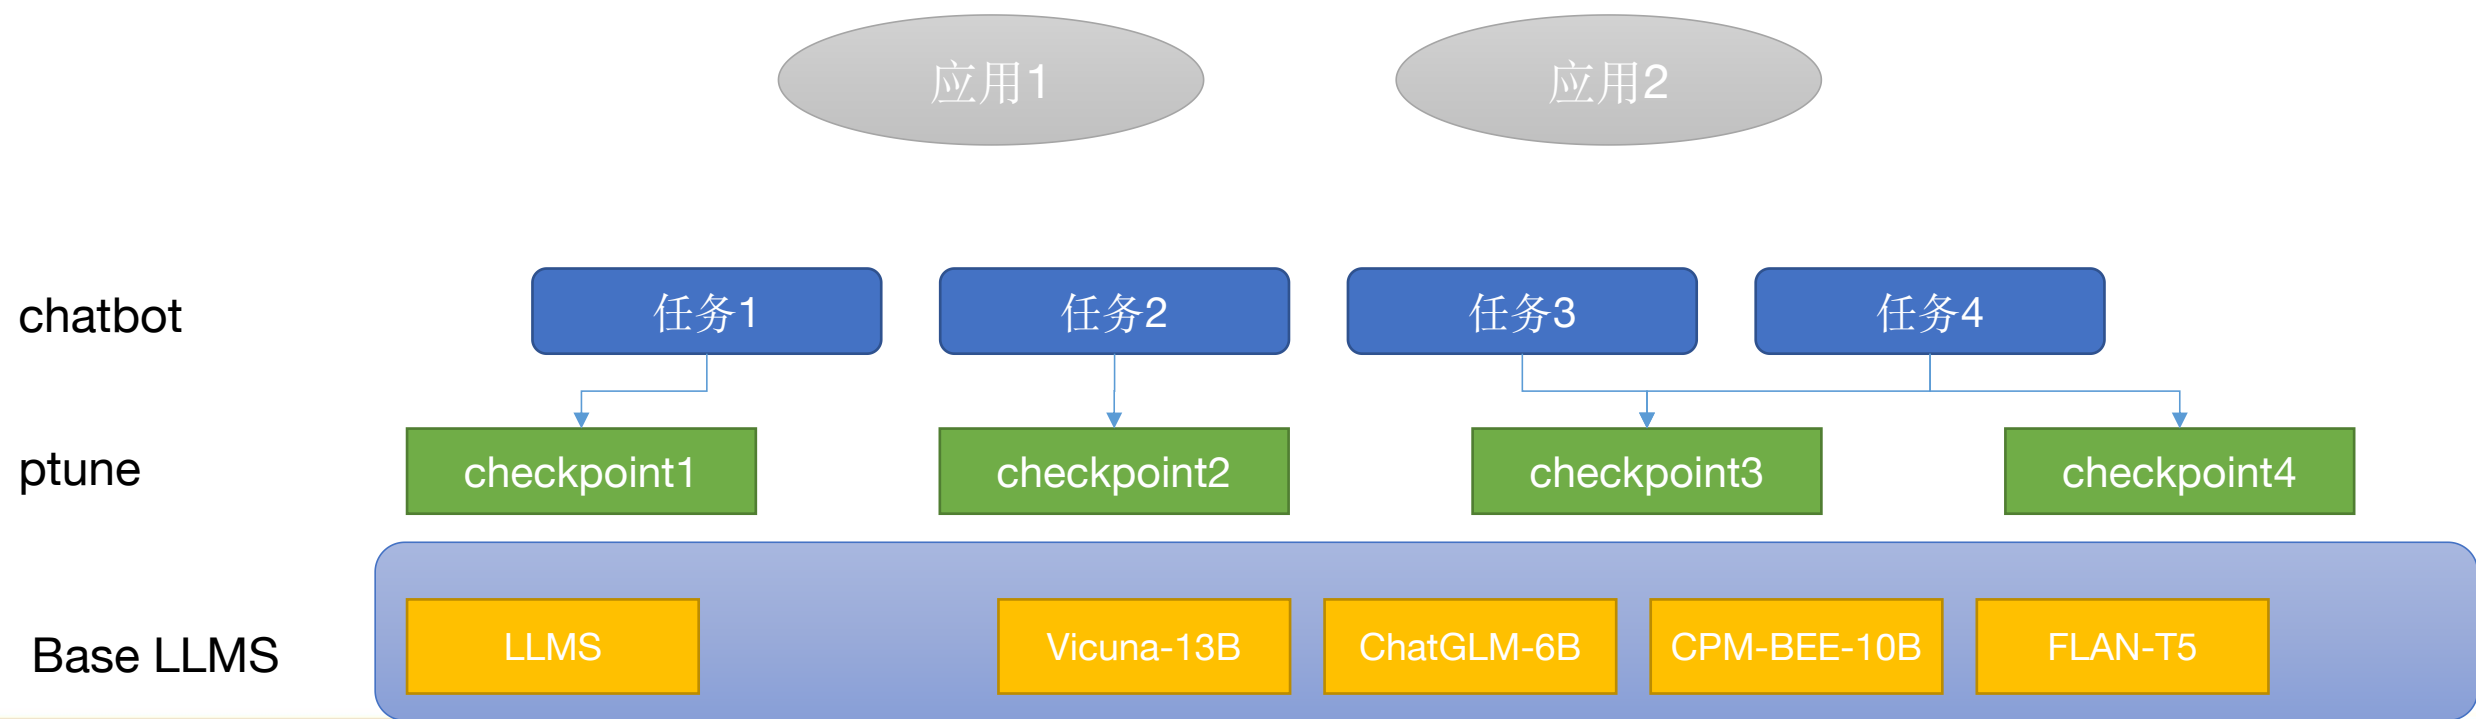 应用1
应用2
chatbot
任务1
任务2
任务3
任务4
ptune
checkpoint1
checkpoint2
checkpoint3
checkpoint4
Base LLMS
LLMS
Vicuna-13B
ChatGLM-6B
CPM-BEE-10B
FLAN-T5